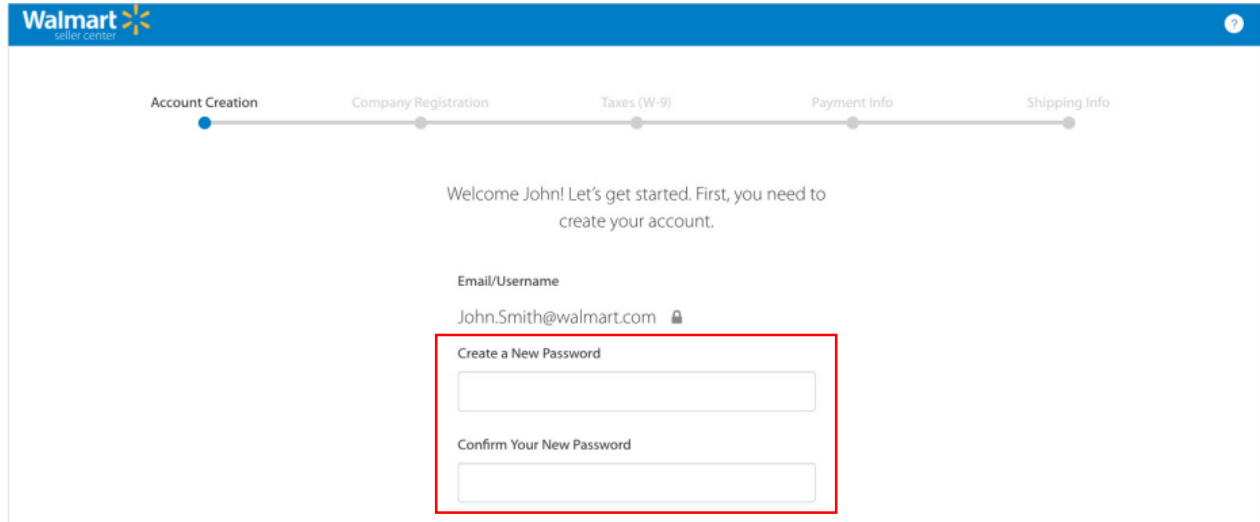 Walmart
seller center
?
Account Creation
Company Registration
Taxes (W-9)
Payment Info
Shipping Info
Welcome John! Let's get started. First, you need to
create your account.
Email/Username
John.Smith@walmart.com
Create a New Password
Confirm Your New Password